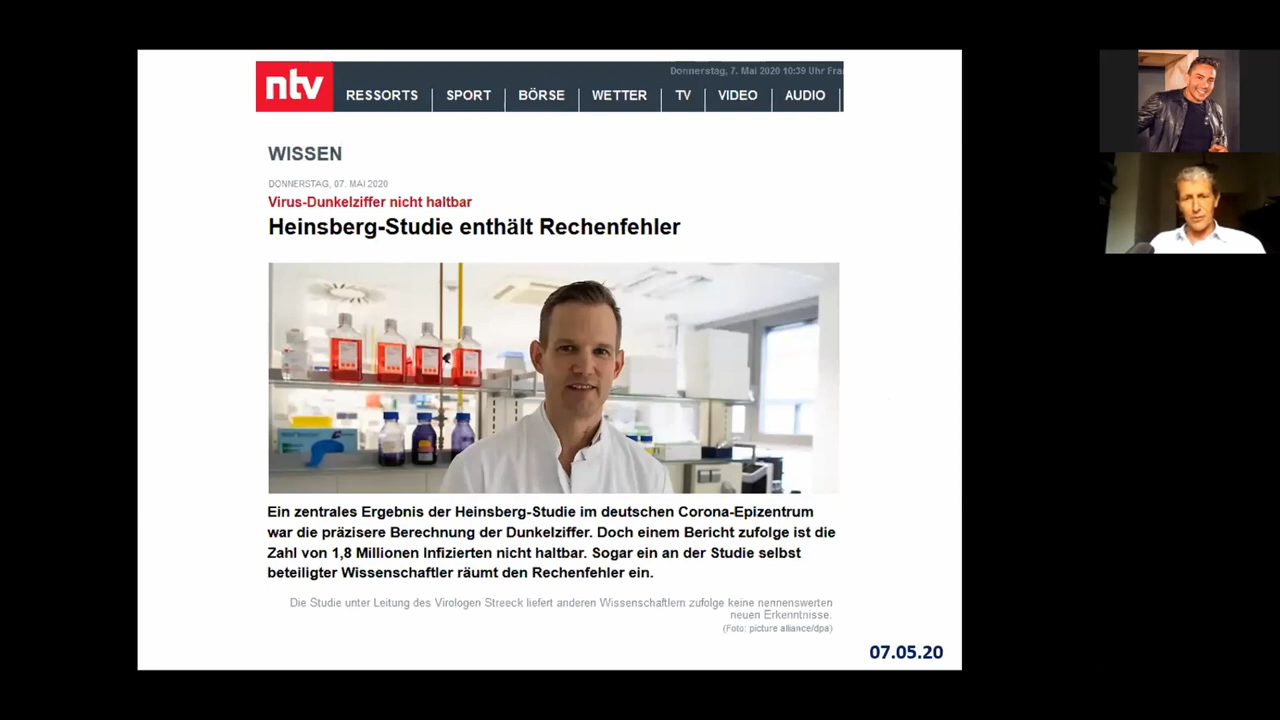 ntv
Donnerstag, 7. Mai 2020 10:39 Uhr Fra
RESSORTS SPORT BÖRSE WETTER TV VIDEO AUDIO
WISSEN
DONNERSTAG, 07. MAI 2020
Virus-Dunkelziffer nicht haltbar
Heinsberg-Studie enthält Rechenfehler
Ein zentrales Ergebnis der Heinsberg-Studie im deutschen Corona-Epizentrum
war die präzisere Berechnung der Dunkelziffer. Doch einem Bericht zufolge ist die
Zahl von 1,8 Millionen Infizierten nicht haltbar. Sogar ein an der Studie selbst
beteiligter Wissenschaftler räumt den Rechenfehler ein.
Die Studie unter Leitung des Virologen Streeck liefert anderen Wissenschaftlern zufolge keine nennenswerten
neuen Erkenntnisse.
(Foto: picture alliance/dpa)
07.05.20